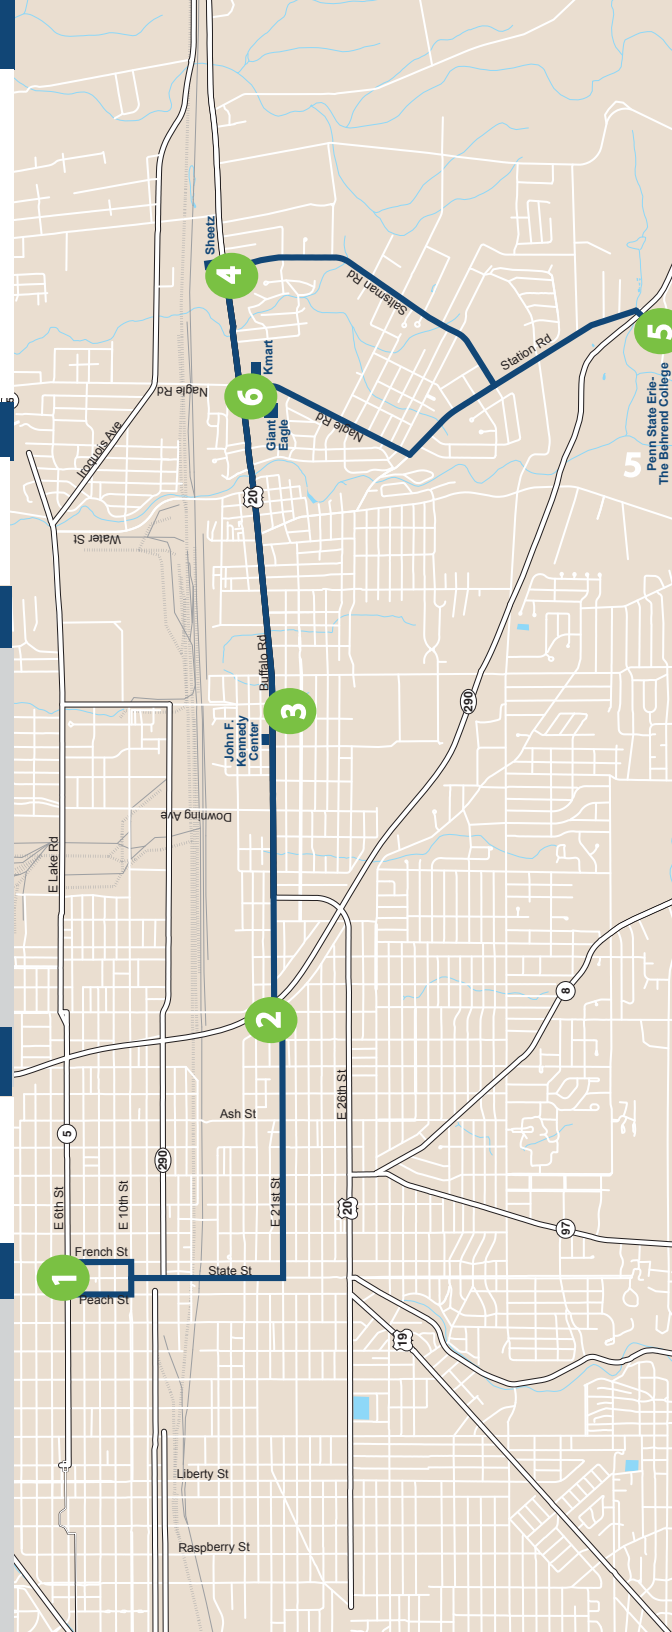 Sheetz
4
Saltsman Rd
Kmart
Nagle Rd
6
Station Rd
5
Nagle Rd
Giant
Eagle
Iroquois Ave
5
Penn State Erie-
The Behrend College
20
Water St
Buffalo Rd
3
John F.
Kennedy
Center
290
Downing Ave
E Lake Rd
2
8
Ash St
E 26th St
5
290
E 6th St
E 10th St
E 21st St
20
97
French St
1
State St
Peach St
19
Liberty St
Raspberry St